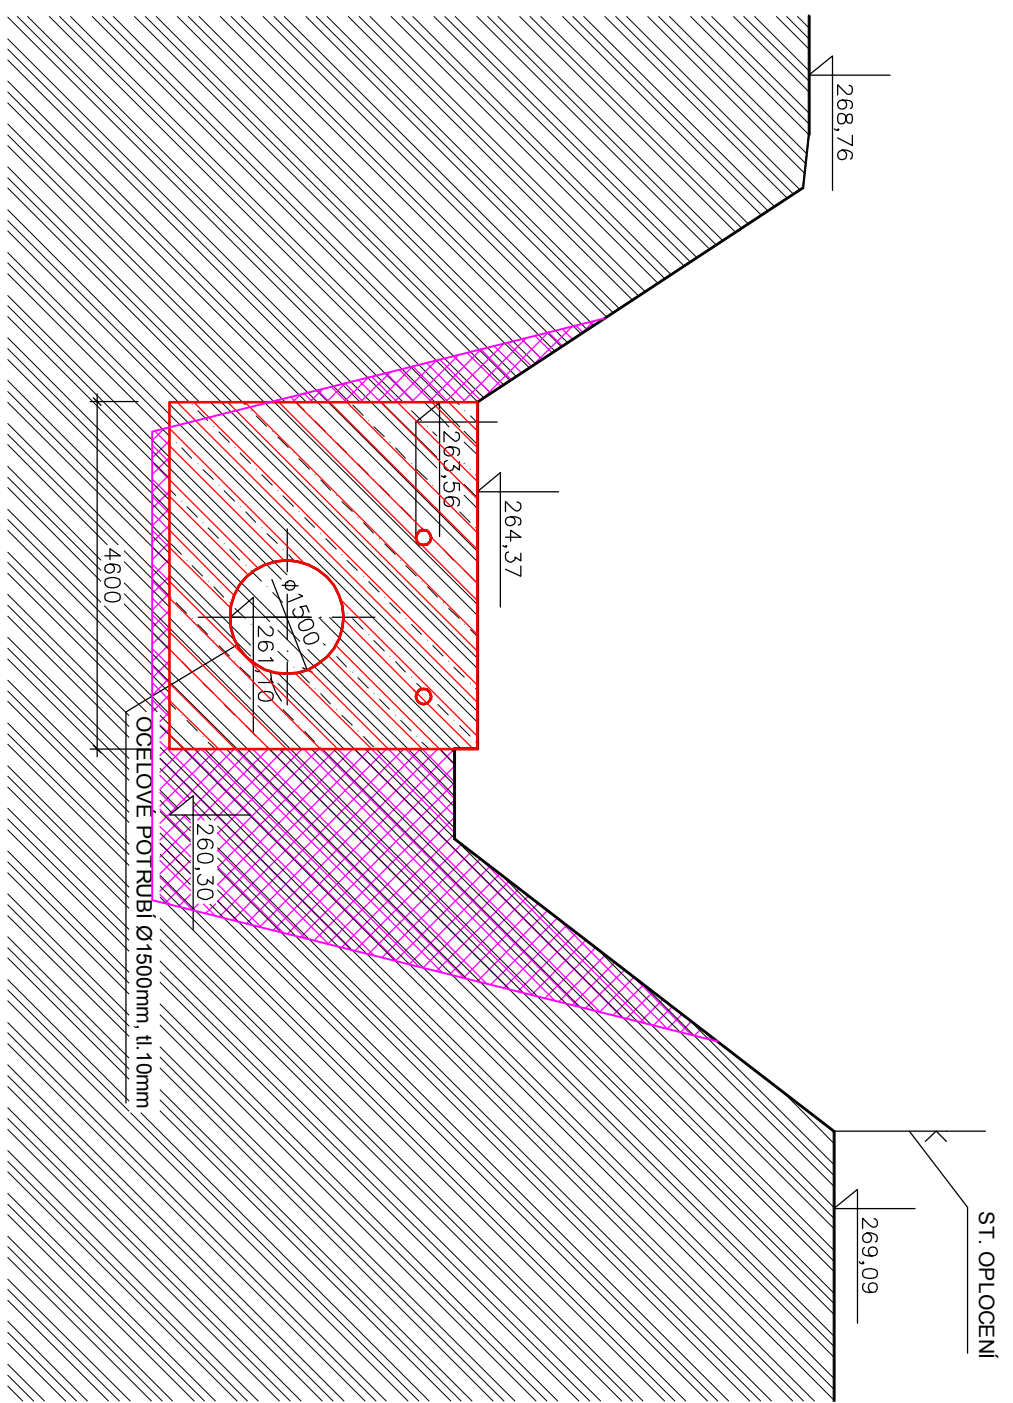 268,76
263,56
264,37
4600
ϕ1500
261,70
260,30
OCELOVÉ POTRUBÍ Ø1500mm, tl.10mm
269,09
ST. OPLOCENÍ